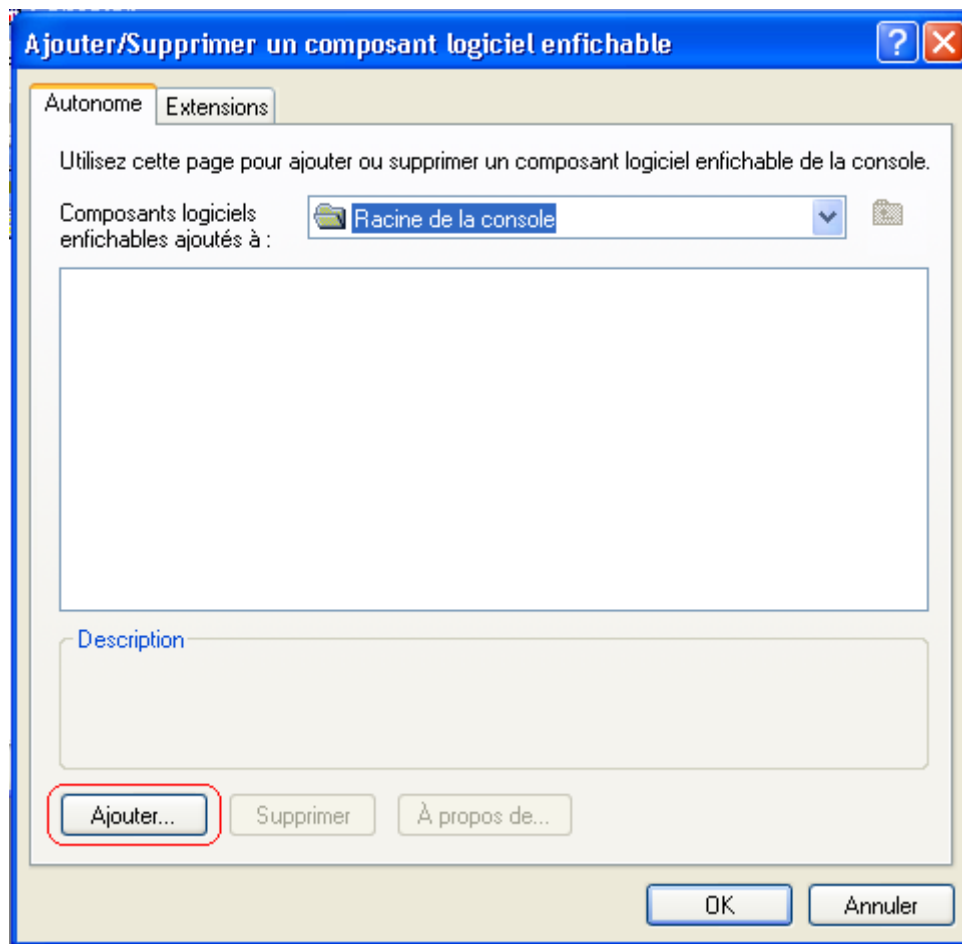 Ajouter/Supprimer un composant logiciel enfichable
Autonome
Extensions
Utilisez cette page pour ajouter ou supprimer un composant logiciel enfichable de la console.
Composants logiciels
enfichables ajoutés à :
Racine de la console
Description
Ajouter...
Supprimer
À propos de...
OK
Annuler